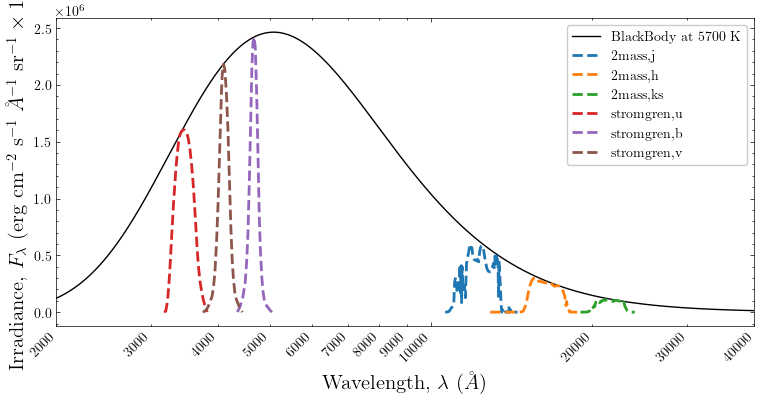 ×10⁶
2.5
2.0
1.5
1.0
0.5
0.0
Irradiance, F_λ (erg cm⁻² s⁻¹ Å⁻¹ sr⁻¹ × 1
2000
3000
4000
5000
6000
7000
8000
9000
10000
20000
30000
40000
Wavelength, λ (Å)
BlackBody at 5700 K
2mass,j
2mass,h
2mass,ks
stromgren,u
stromgren,b
stromgren,v